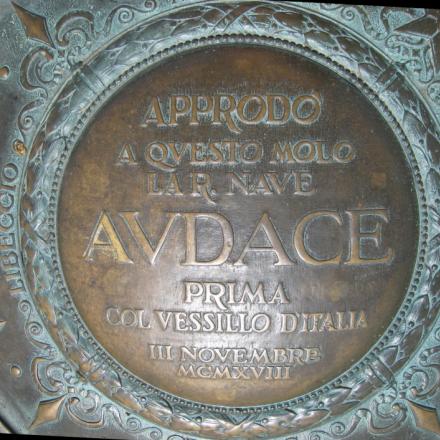 APPRODO
A QVESTO MOLO
LA R. NAVE
AVDACE
PRIMA
COL VESSILLO D'ITALIA
III NOVEMBRE
MCMXVIII
LIBECCIO